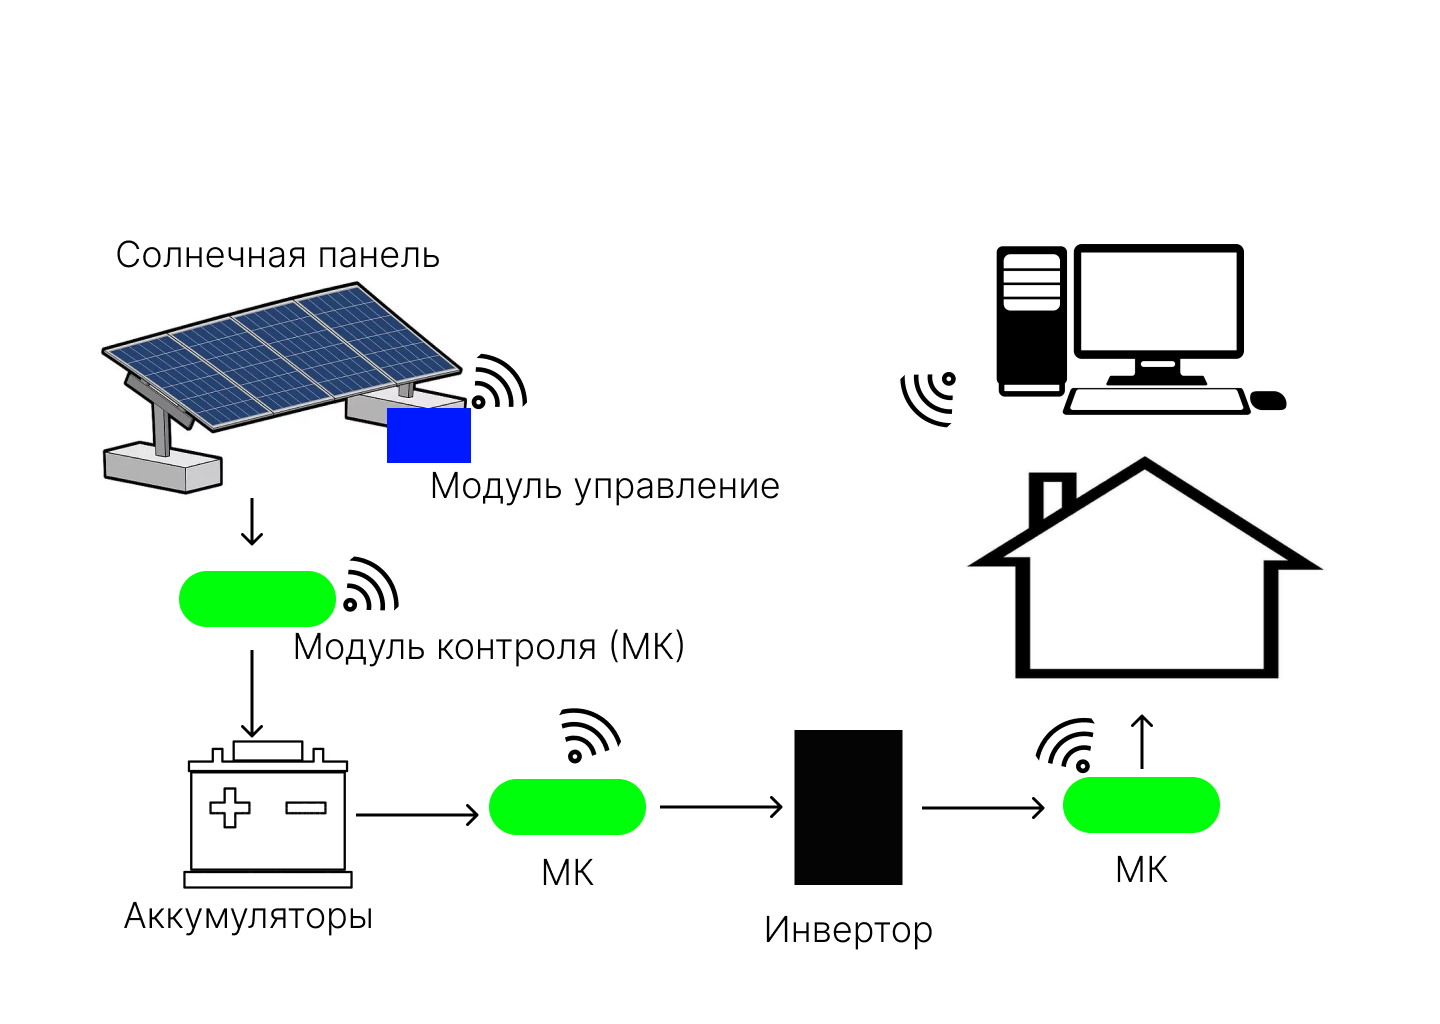 Солнечная панель
Модуль управление
Модуль контроля (МК)
МК
МК
Аккумуляторы
Инвертор